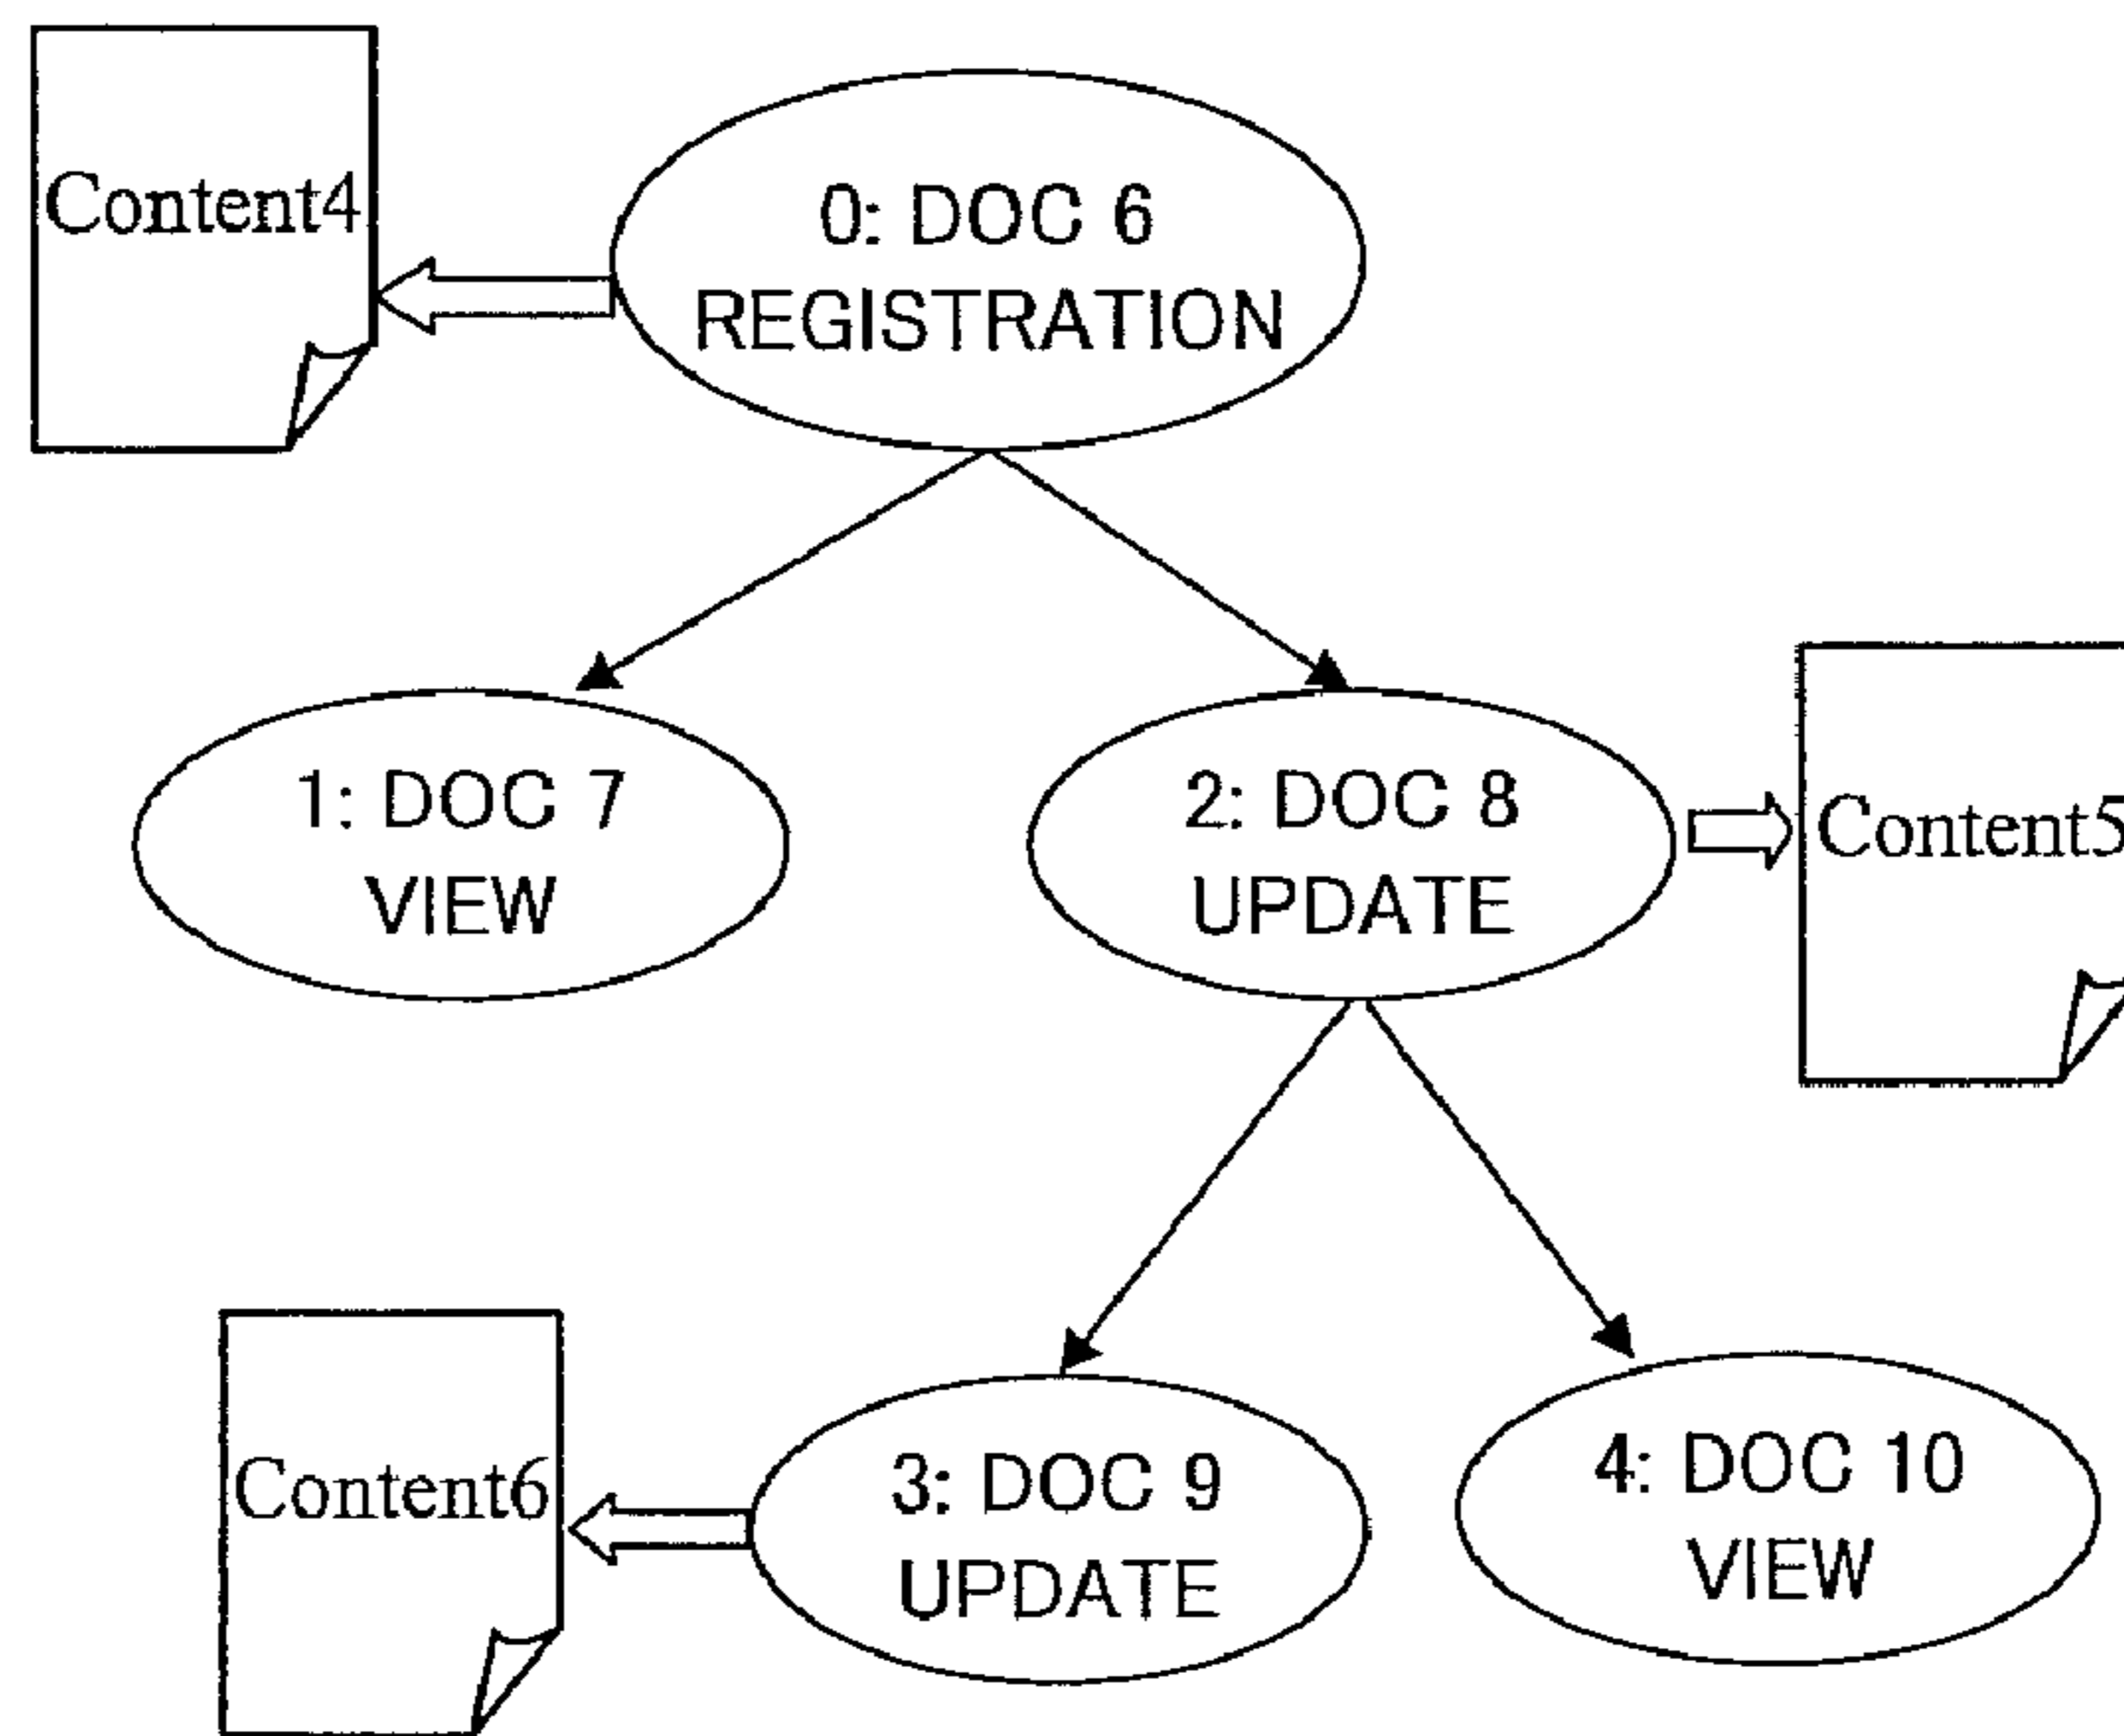 Content4
0: DOC 6
REGISTRATION
1: DOC 7
VIEW
2: DOC 8
UPDATE
Content5
Content6
3: DOC 9
UPDATE
4: DOC 10
VIEW